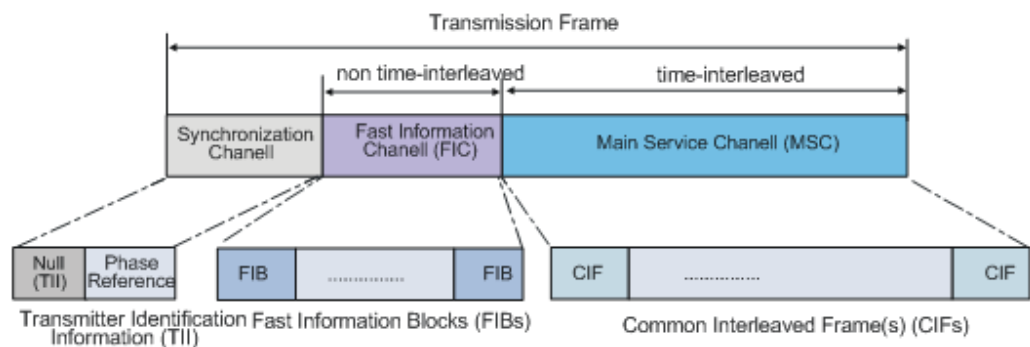 Transmission Frame
non time-interleaved
time-interleaved
Synchronization
Chanell
Fast Information
Chanell (FIC)
Main Service Chanell (MSC)
Null
(TII)
Phase
Reference
FIB
..................
FIB
CIF
................
CIF
Transmitter Identification
Information (TII)
Fast Information Blocks (FIBs)
Common Interleaved Frame(s) (CIFs)